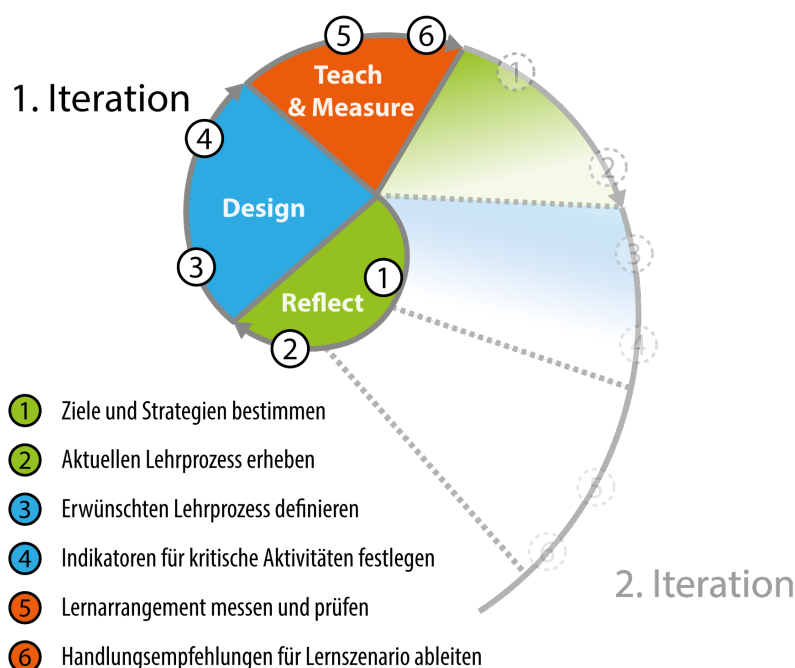 1. Iteration
5
6
Teach
& Measure
4
Design
3
Reflect
1
2
1
2
3
4
5
6
2. Iteration
1 Ziele und Strategien bestimmen
2 Aktuellen Lehrprozess erheben
3 Erwünschten Lehrprozess definieren
4 Indikatoren für kritische Aktivitäten festlegen
5 Lernarrangement messen und prüfen
6 Handlungsempfehlungen für Lernszenario ableiten